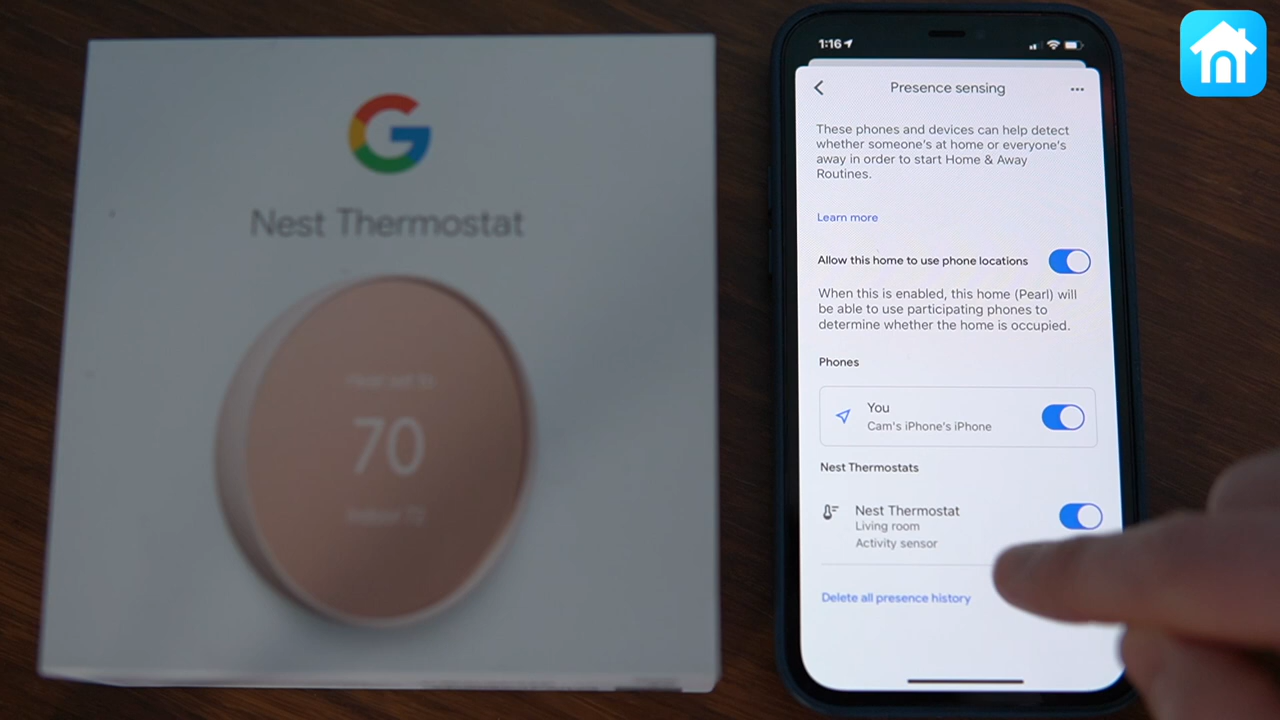 Nest Thermostat
70
1:16
Presence sensing
These phones and devices can help detect
whether someone's at home or everyone's
away in order to start Home & Away
Routines.
Learn more
Allow this home to use phone locations
When this is enabled, this home (Pearl) will
be able to use participating phones to
determine whether the home is occupied.
Phones
You
Cam's iPhone's iPhone
Nest Thermostats
Nest Thermostat
Living room
Activity sensor
Delete all presence history